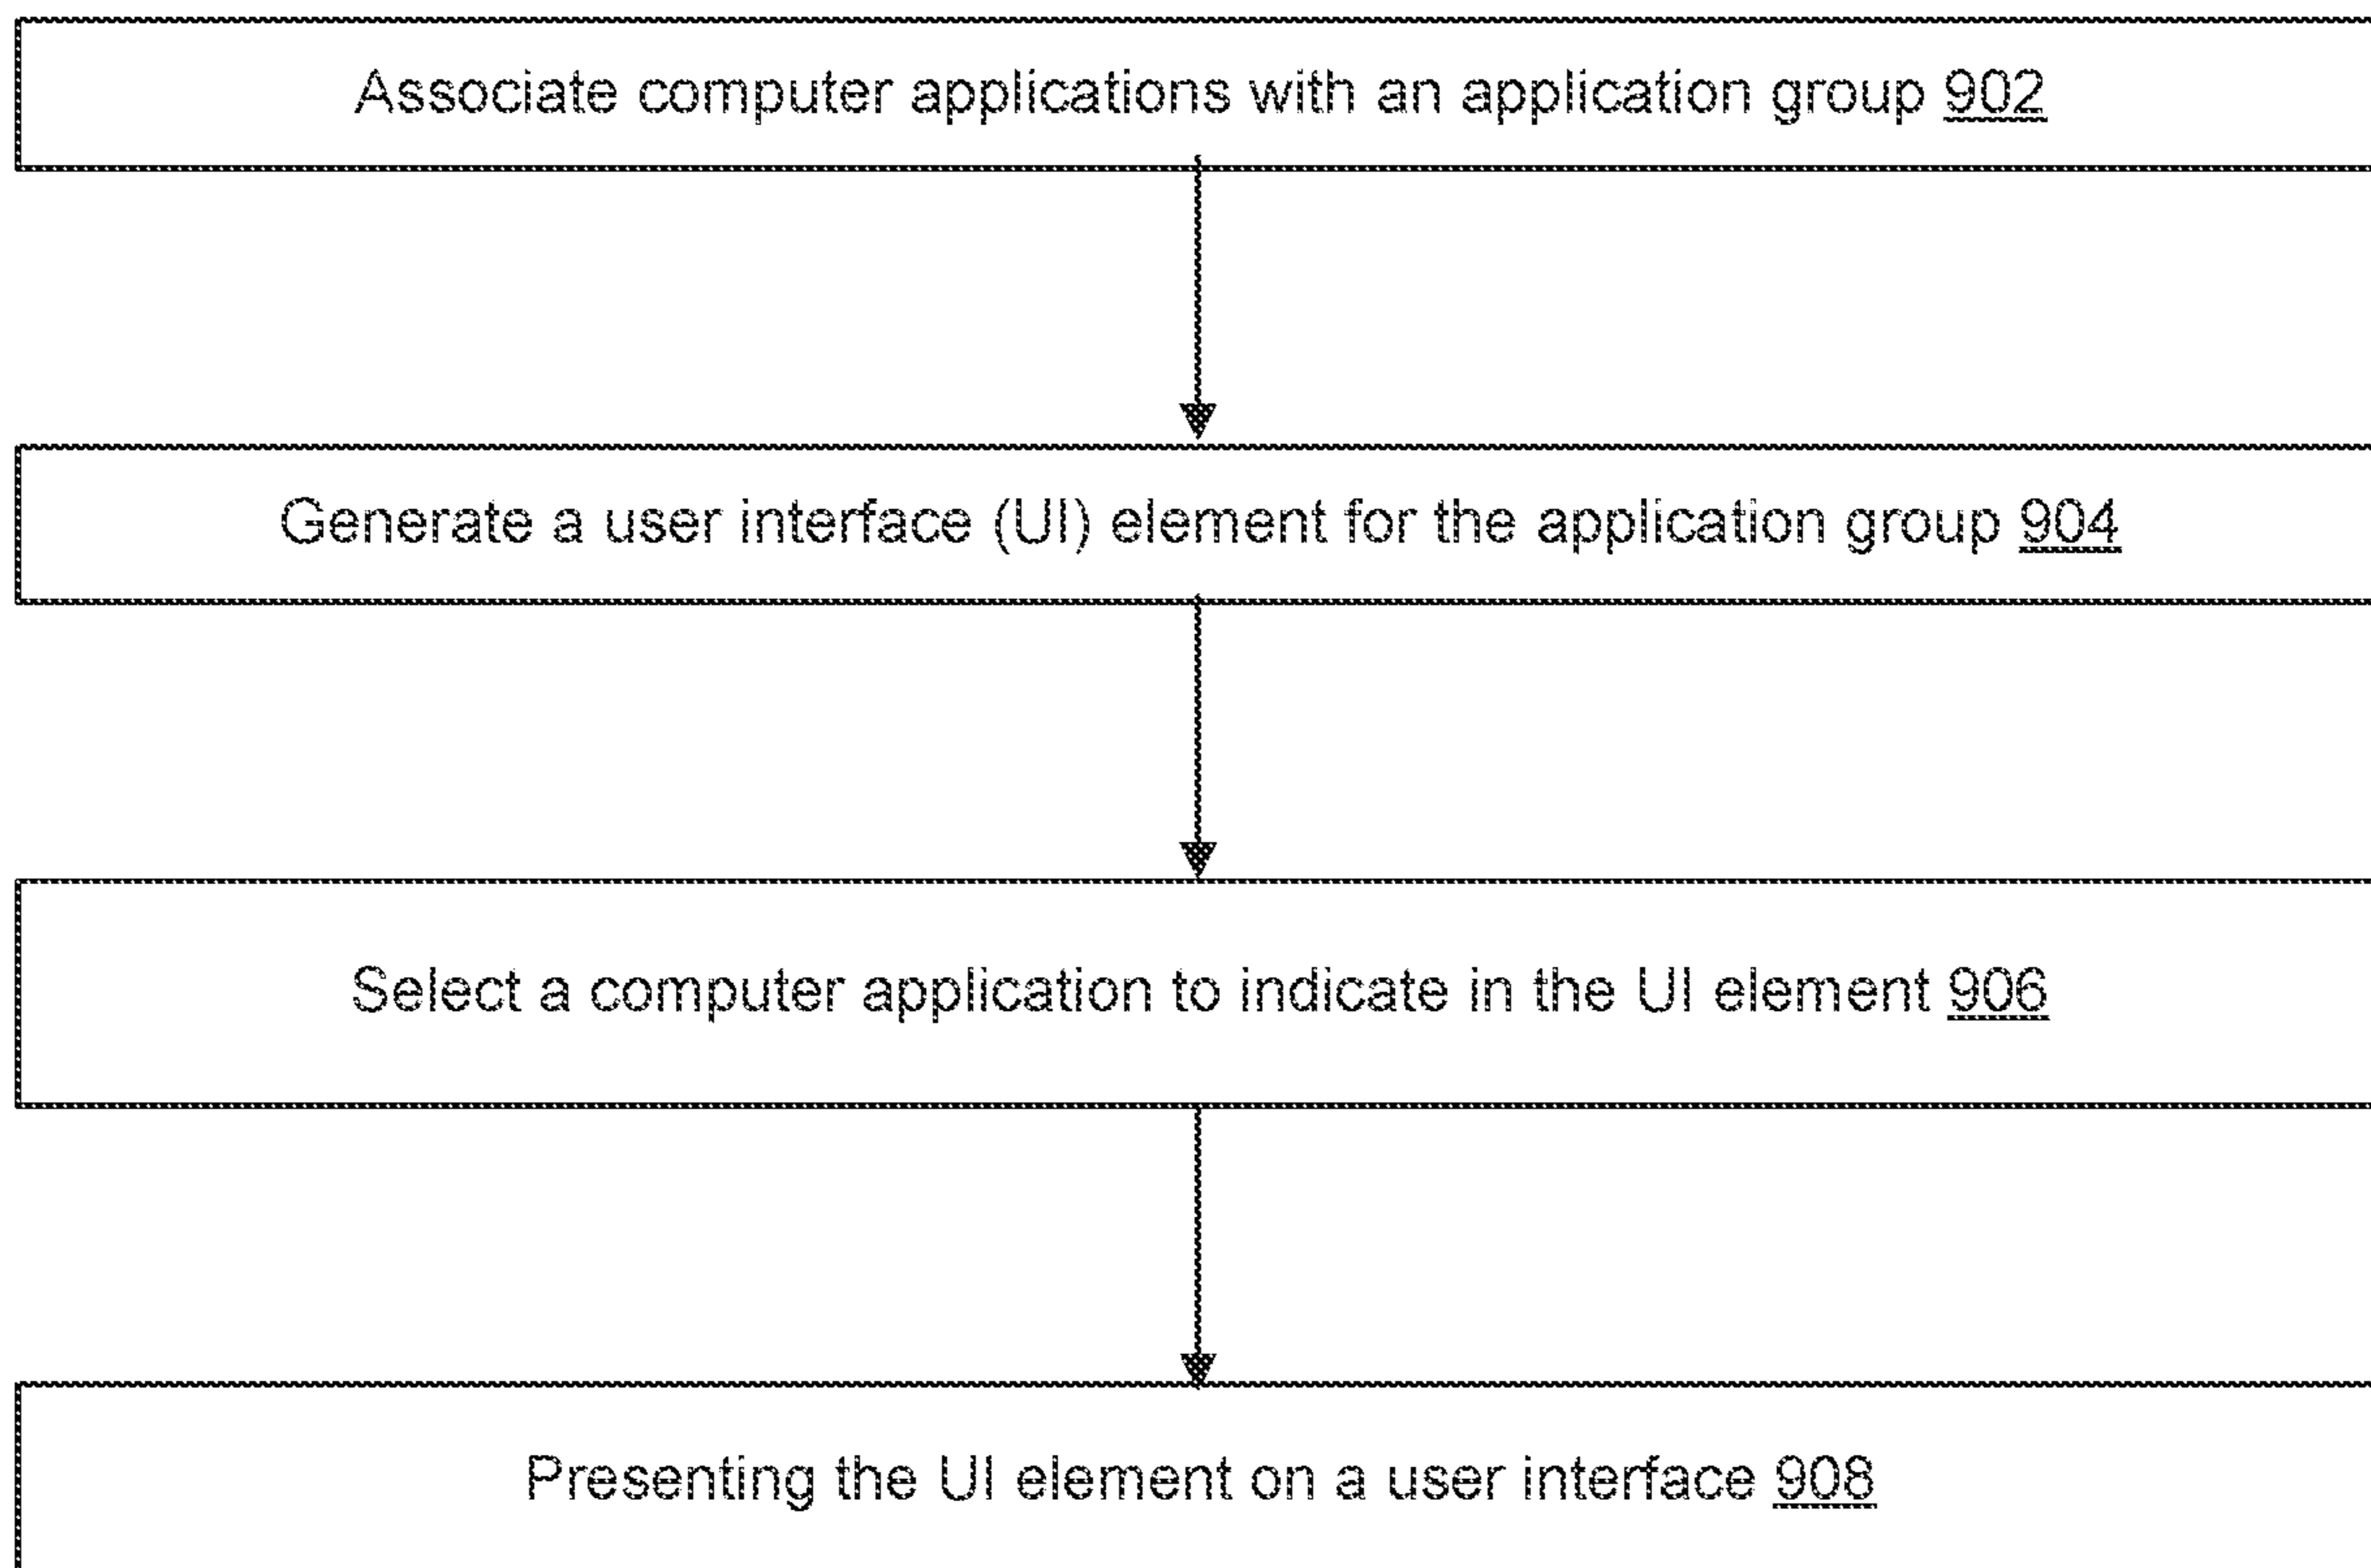 Associate computer applications with an application group 902
Generate a user interface (UI) element for the application group 904
Select a computer application to indicate in the UI element 906
Presenting the UI element on a user interface 908